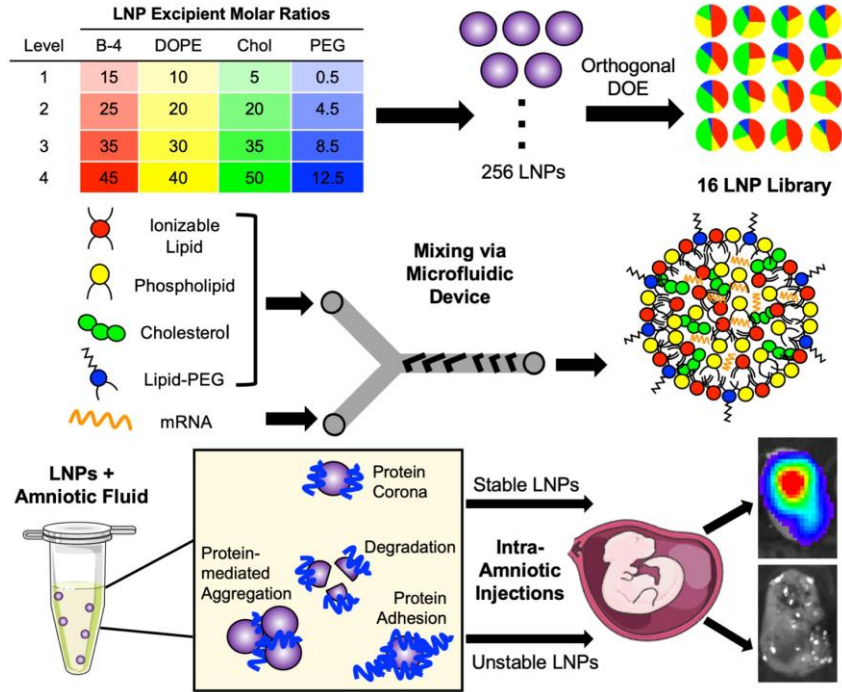 LNP Excipient Molar Ratios
Level B-4 DOPE Chol PEG
1 15 10 5 0.5
2 25 20 20 4.5
3 35 30 35 8.5
4 45 40 50 12.5
256 LNPs
Orthogonal
DOE
16 LNP Library
Ionizable
Lipid
Phospholipid
Cholesterol
Lipid-PEG
mRNA
Mixing via
Microfluidic
Device
LNPs +
Amniotic Fluid
Protein
Corona
Degradation
Protein-
mediated
Aggregation
Protein
Adhesion
Stable LNPs
Intra-
Amniotic
Injections
Unstable LNPs